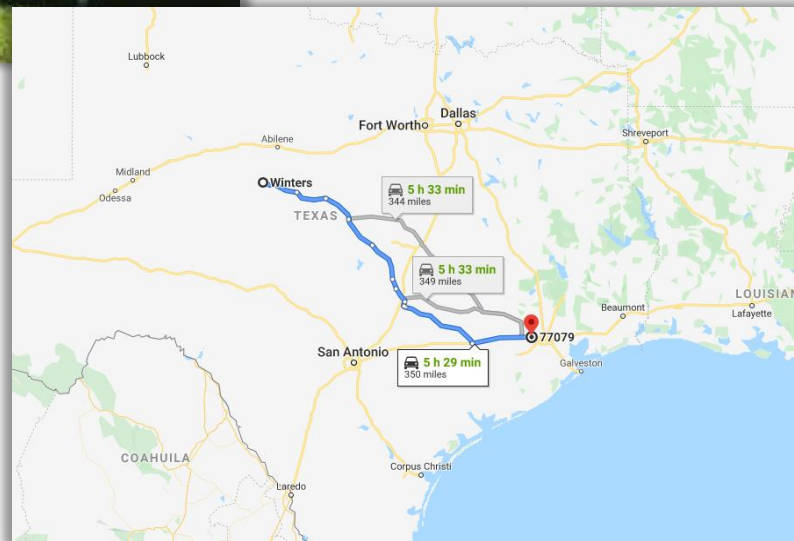 Lubbock
Dallas
Fort Worth
Shreveport
Abilene
Midland
Odessa
Winters
5 h 33 min
344 miles
TEXAS
5 h 33 min
349 miles
LOUISIAN
Beaumont
Lafayette
77079
San Antonio
5 h 29 min
350 miles
Galveston
COAHUILA
Corpus Christi
Laredo